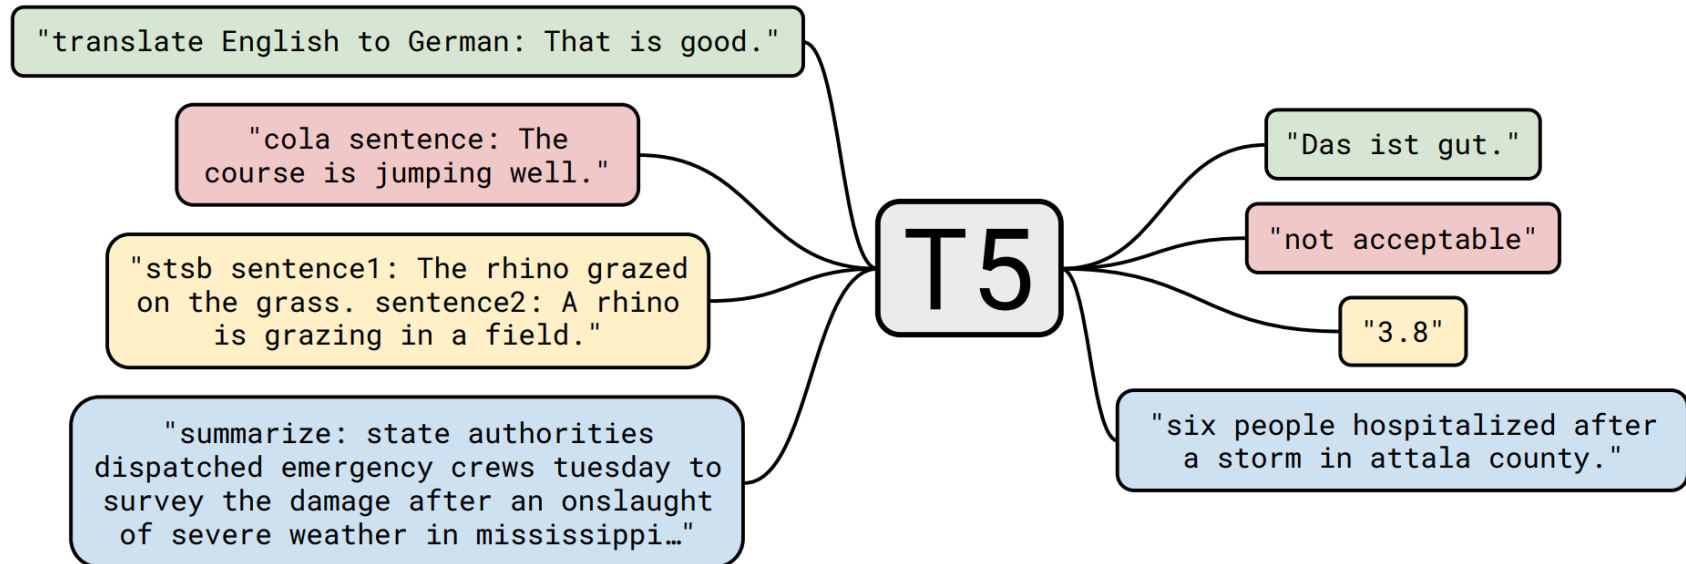 "translate English to German: That is good."
"cola sentence: The
course is jumping well."
"stsb sentence1: The rhino grazed
on the grass. sentence2: A rhino
is grazing in a field."
"summarize: state authorities
dispatched emergency crews tuesday to
survey the damage after an onslaught
of severe weather in mississippi…"
T5
"Das ist gut."
"not acceptable"
"3.8"
"six people hospitalized after
a storm in attala county."